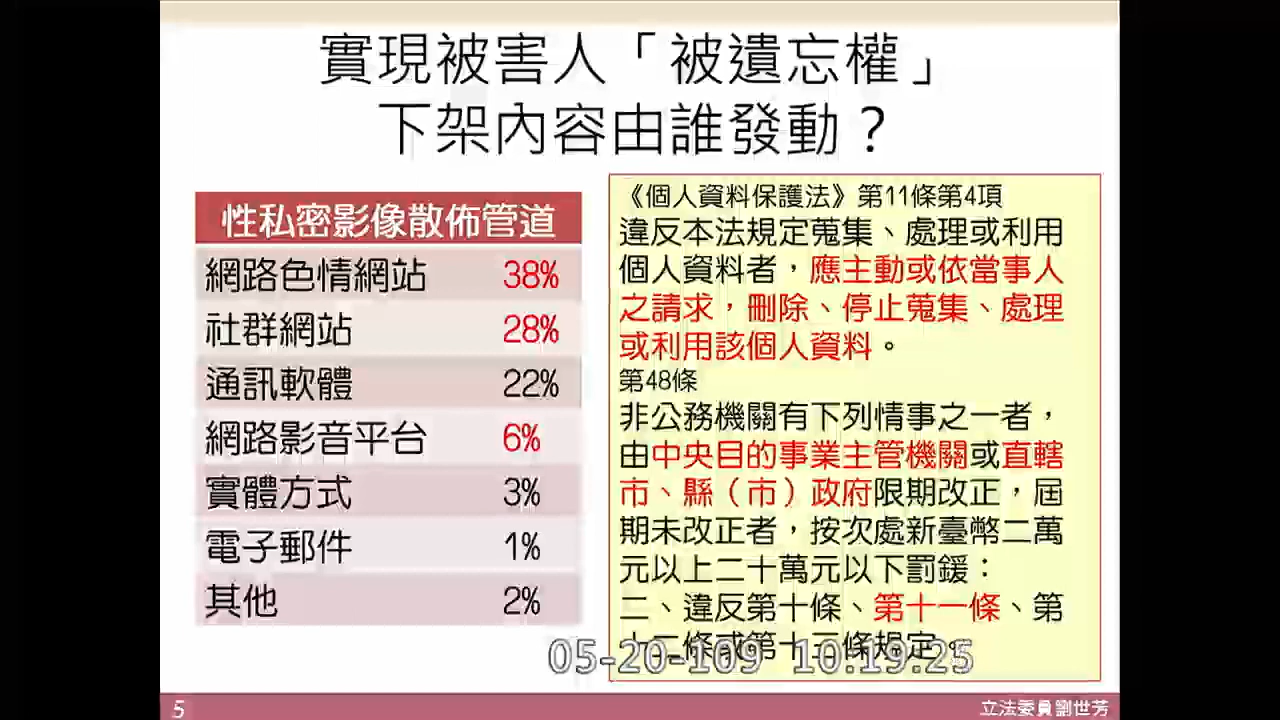 實現被害人「被遺忘權」
下架內容由誰發動？
性私密影像散佈管道
網路色情網站 38%
社群網站 28%
通訊軟體 22%
網路影音平台 6%
實體方式 3%
電子郵件 1%
其他 2%
《個人資料保護法》第11條第4項
違反本法規定蒐集、處理或利用
個人資料者，應主動或依當事人
之請求，刪除、停止蒐集、處理
或利用該個人資料。
第48條
非公務機關有下列情事之一者，
由中央目的事業主管機關或直轄
市、縣（市）政府限期改正，屆
期未改正者，按次處新臺幣二萬
元以上二十萬元以下罰鍰：
二、違反第十條、第十一條、第
十二條或第十三條規定。
05-20-109 10:19:25
5
立法委員劉世芳